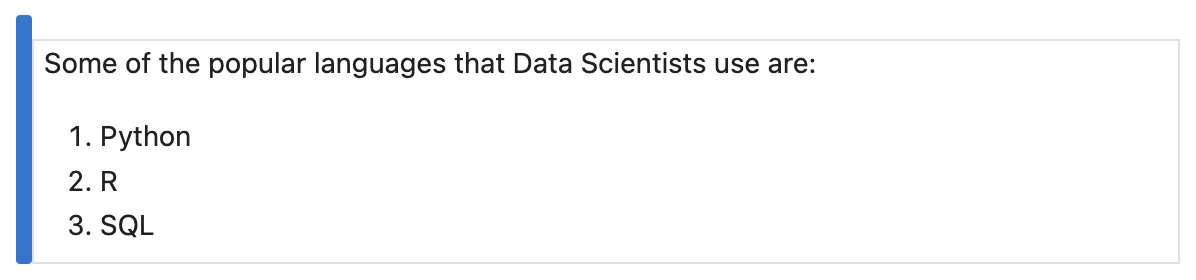 Some of the popular languages that Data Scientists use are:
1. Python
2. R
3. SQL